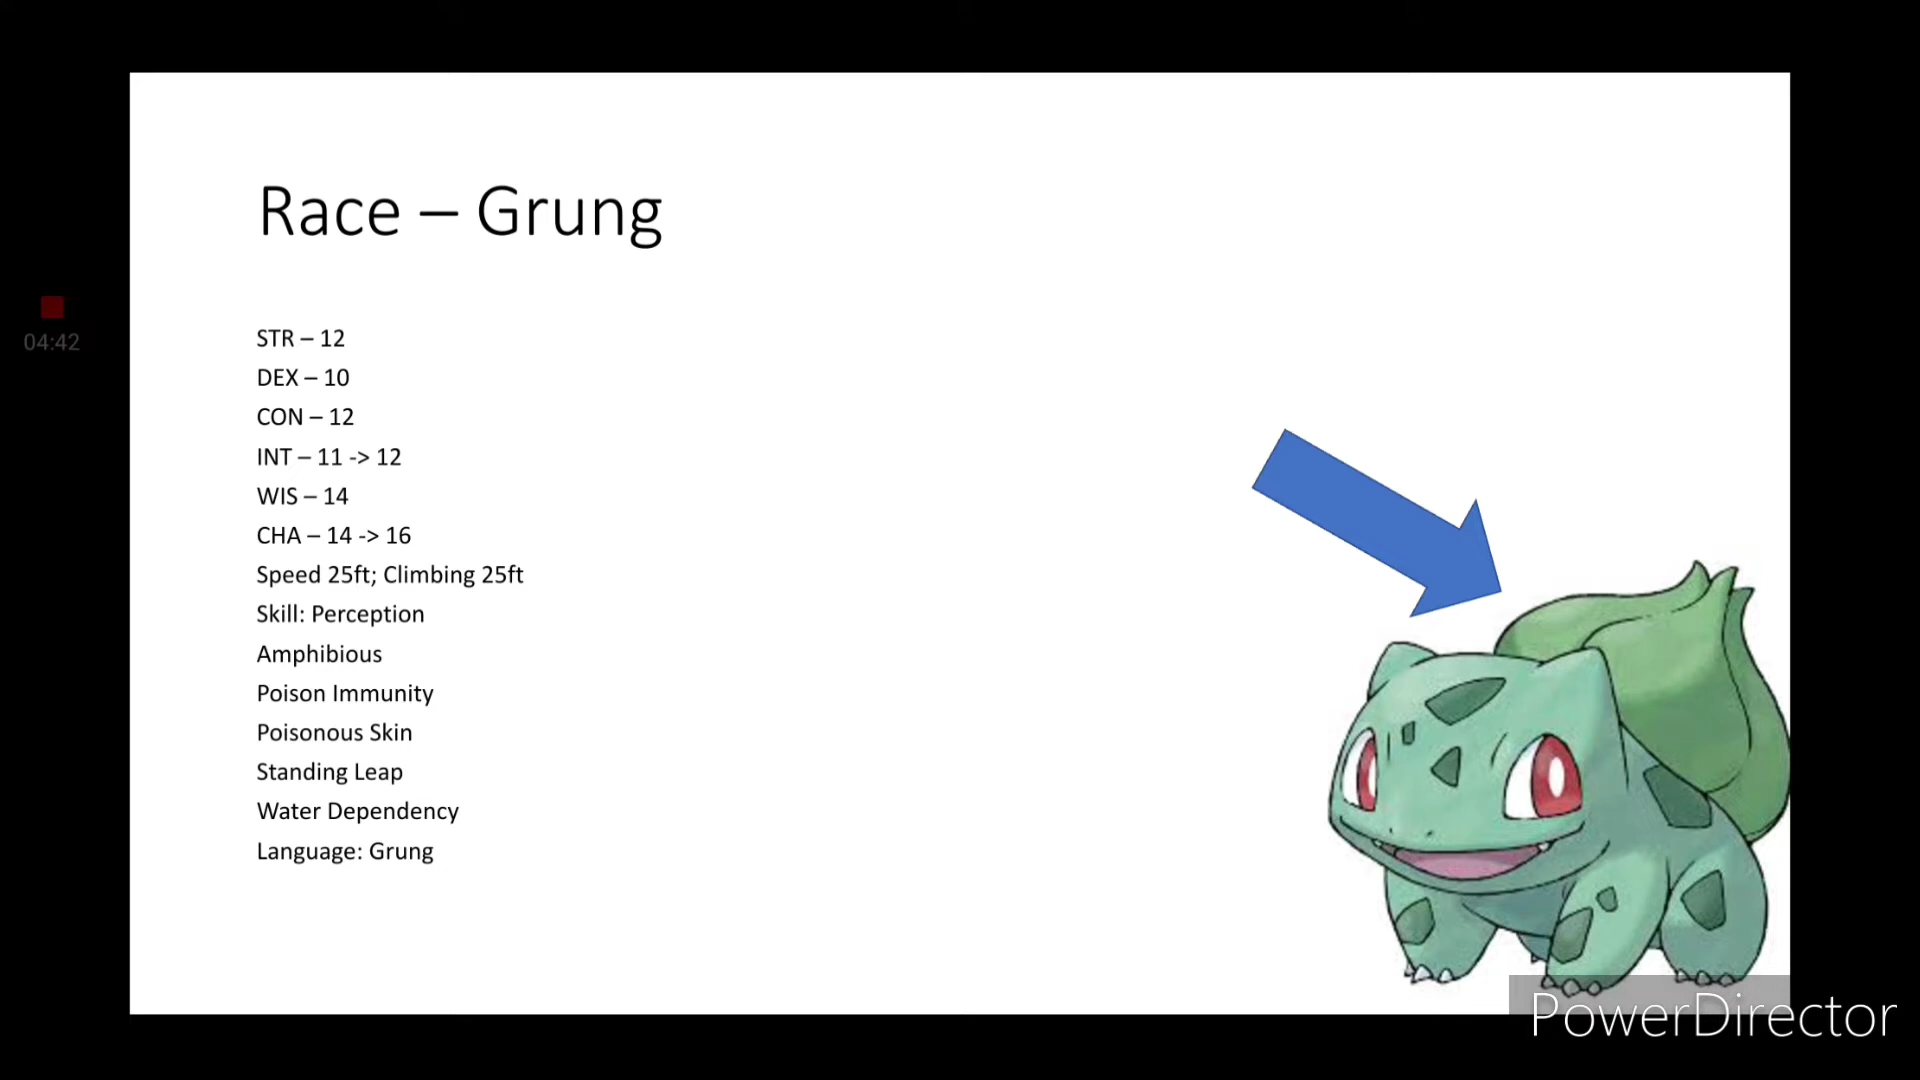 Race – Grung
04:42
STR – 12
DEX – 10
CON – 12
INT – 11 -> 12
WIS – 14
CHA – 14 -> 16
Speed 25ft; Climbing 25ft
Skill: Perception
Amphibious
Poison Immunity
Poisonous Skin
Standing Leap
Water Dependency
Language: Grung
PowerDirector